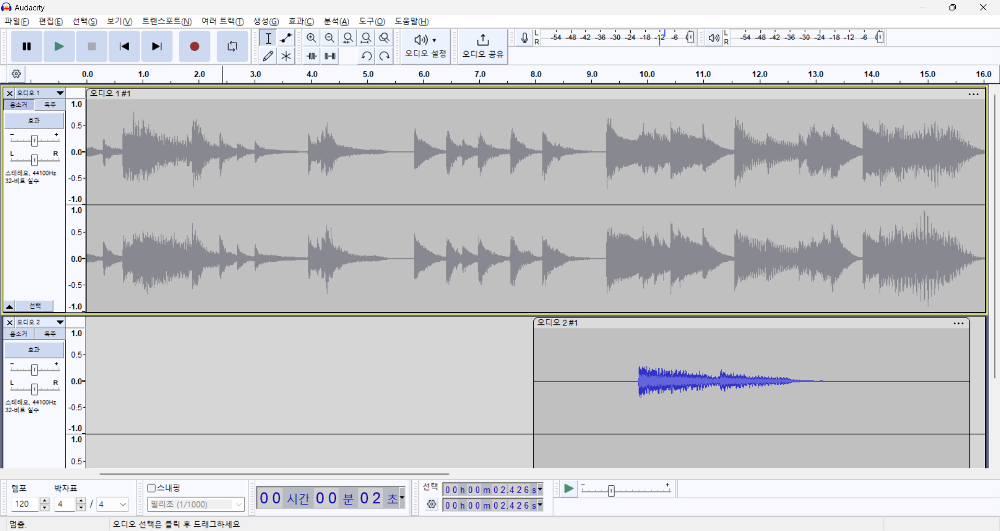 Audacity
파일(F) 편집(E) 선택(S) 보기(V) 트랜스포트(N) 여러 트랙(T) 생성(G) 효과(C) 분석(A) 도구(O) 도움말(H)
오디오 설정
오디오 공유
L
R
-54 -48 -42 -36 -30 -24 -18 -12 -6 0
L
R
-54 -48 -42 -36 -30 -24 -18 -12 -6 0
0.0 1.0 2.0 3.0 4.0 5.0 6.0 7.0 8.0 9.0 10.0 11.0 12.0 13.0 14.0 15.0 16.0
오디오 1
오디오 1 #1
음소거 독주
효과
- +
L R
스테레오, 44100Hz
32-비트 실수
선택
1.0
0.5
0.0
-0.5
-1.0
1.0
0.5
0.0
-0.5
-1.0
오디오 2
오디오 2 #1
음소거 독주
효과
- +
L R
스테레오, 44100Hz
32-비트 실수
1.0
0.5
0.0
-0.5
-1.0
1.0
0.5
템포 박자표
120 4 / 4
스내핑
밀리초 (1/1000)
00 시간 00 분 02 초
선택
00h00m02.426s
00h00m02.426s
- +
멈춤.
오디오 선택은 클릭 후 드래그하세요